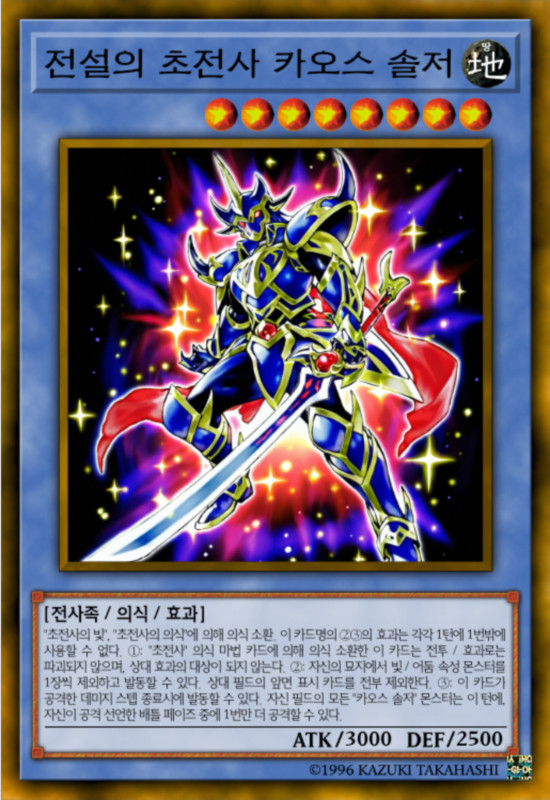 전설의 초전사 카오스 솔저
땅
地
[전사족 / 의식 / 효과]
"초전사의 빛", "초전사의 의식"에 의해 의식 소환. 이 카드명의 ②③의 효과는 각각 1턴에 1번밖에
사용할 수 없다. ①: "초전사" 의식 마법 카드에 의해 의식 소환한 이 카드는 전투 / 효과로는
파괴되지 않으며, 상대 효과의 대상이 되지 않는다. ②: 자신의 묘지에서 빛 / 어둠 속성 몬스터를
1장씩 제외하고 발동할 수 있다. 상대 필드의 앞면 표시 카드를 전부 제외한다. ③: 이 카드가
공격한 데미지 스텝 종료시에 발동할 수 있다. 자신 필드의 모든 "카오스 솔저" 몬스터는 이 턴에,
자신이 공격 선언한 배틀 페이즈 중에 1번만 더 공격할 수 있다.
ATK/3000 DEF/2500
©1996 KAZUKI TAKAHASHI